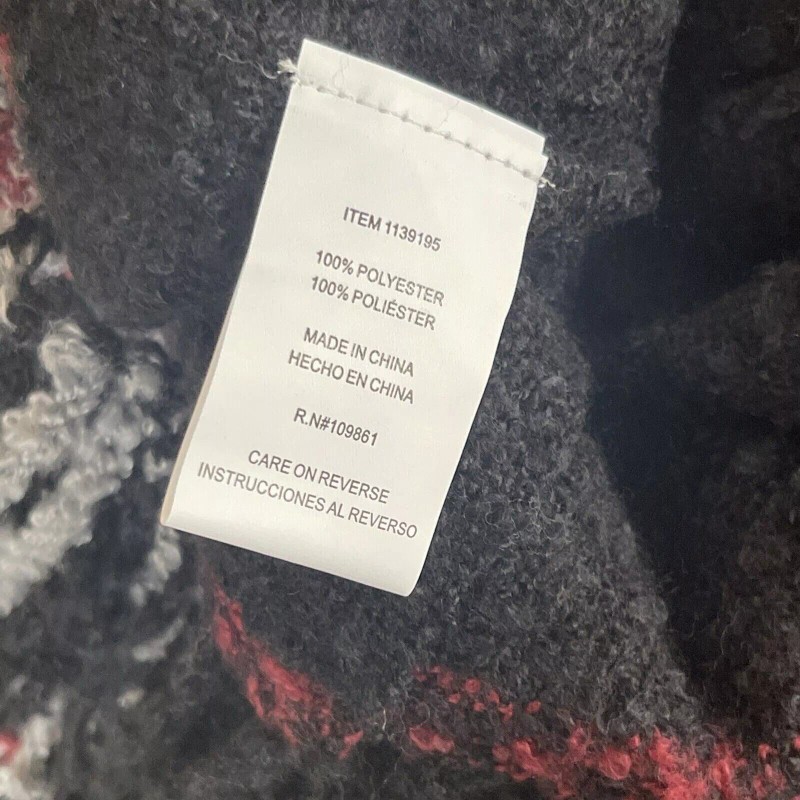 ITEM 1139195
100% POLYESTER
100% POLIÉSTER
MADE IN CHINA
HECHO EN CHINA
R.N#109861
CARE ON REVERSE
INSTRUCCIONES AL REVERSO